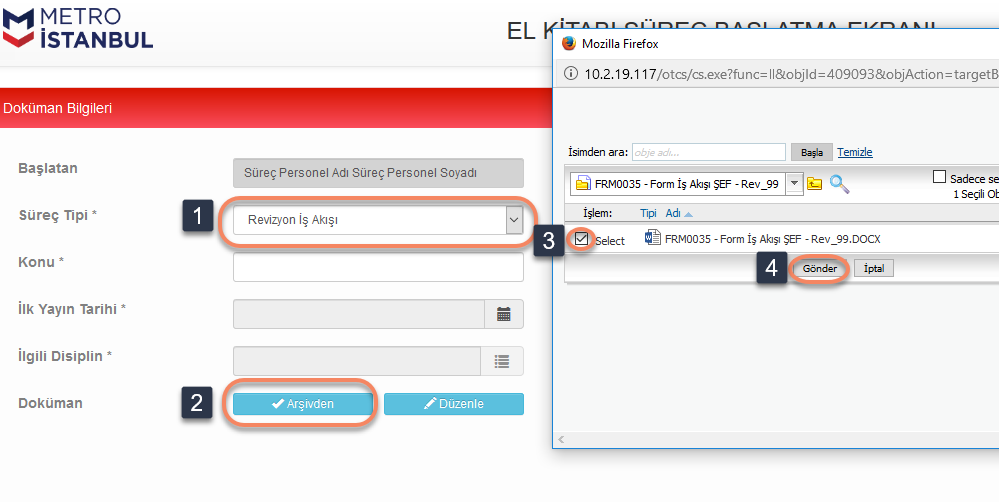 METRO
İSTANBUL
EL KİTABI SÜREÇ BAŞLATMA EKRANI
Doküman Bilgileri
Başlatan
Süreç Personel Adı Süreç Personel Soyadı
1
Süreç Tipi *
Revizyon İş Akışı
Konu *
İlk Yayın Tarihi *
İlgili Disiplin *
Doküman
2
Arşivden
Düzenle
Mozilla Firefox
10.2.19.117/otcs/cs.exe?func=ll&objId=409093&objAction=targetB
İsimden ara:
obje adı...
Başla
Temizle
FRM0035 - Form İş Akışı ŞEF - Rev_99
Sadece se
1 Seçili Ob
İşlem:
Tipi
Adı
3
Select
FRM0035 - Form İş Akışı ŞEF - Rev_99.DOCX
4
Gönder
İptal